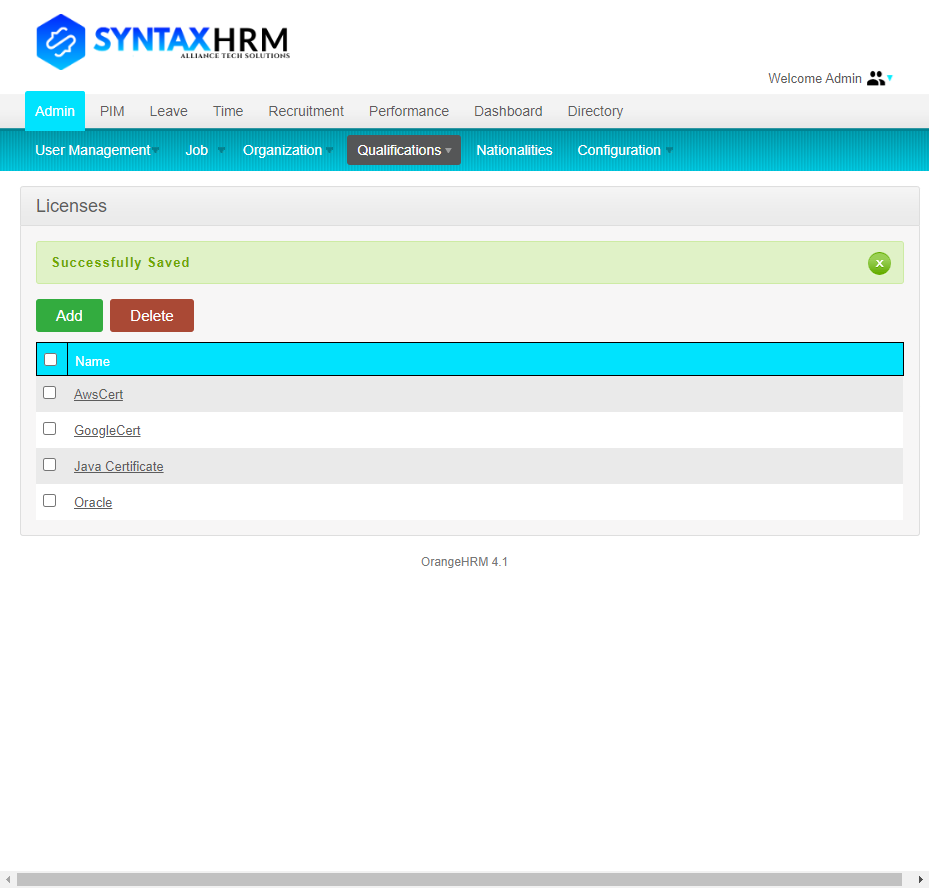 SYNTAXHRM
ALLIANCE TECH SOLUTIONS
Welcome Admin
Admin PIM Leave Time Recruitment Performance Dashboard Directory
User Management Job Organization Qualifications Nationalities Configuration
Licenses
Successfully Saved
x
Add Delete
Name
AwsCert
GoogleCert
Java Certificate
Oracle
OrangeHRM 4.1